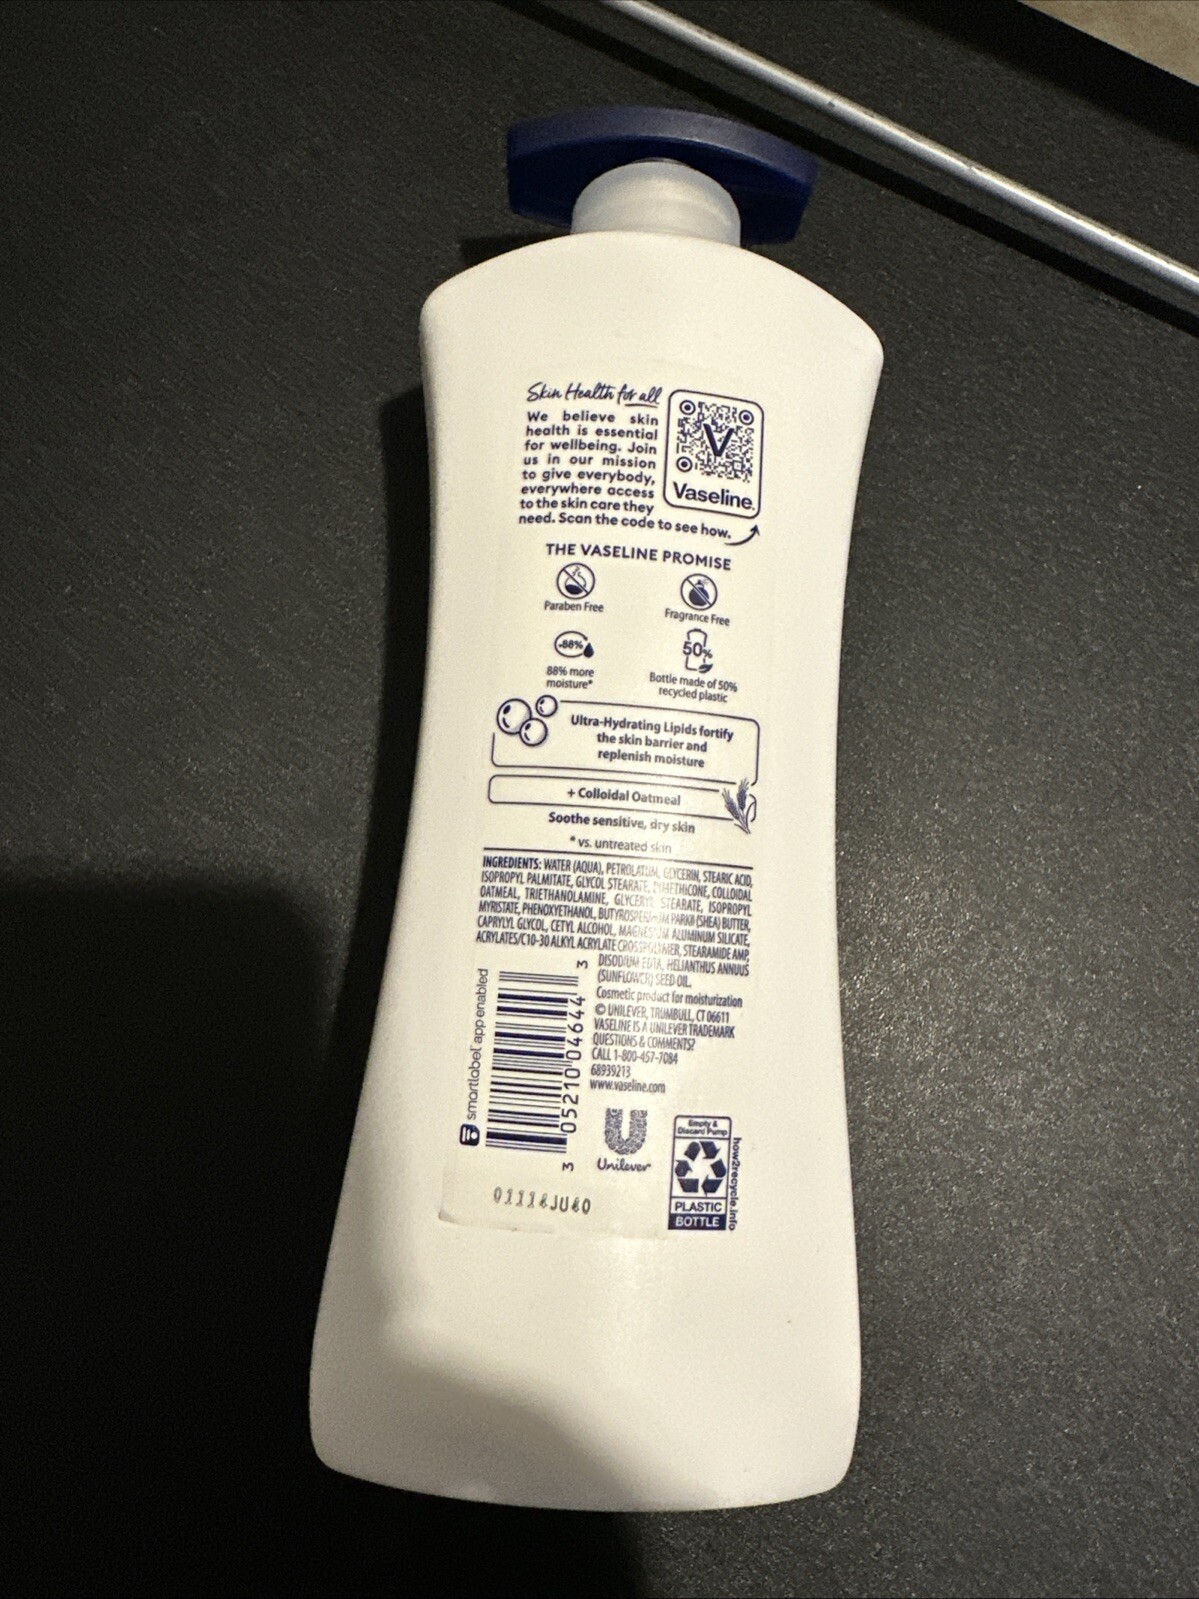 Skin Health for all
We believe skin
health is essential
for wellbeing. Join
us in our mission
to give everybody,
everywhere access
to the skin care they
need. Scan the code to see how.
V
Vaseline.
THE VASELINE PROMISE
Paraben Free
Fragrance Free
+88%
88% more
moisture*
50%
Bottle made of 50%
recycled plastic
Ultra-Hydrating Lipids fortify
the skin barrier and
replenish moisture
+ Colloidal Oatmeal
Soothe sensitive, dry skin
* vs. untreated skin
INGREDIENTS: WATER (AQUA), PETROLATUM, GLYCERIN, STEARIC ACID,
ISOPROPYL PALMITATE, GLYCOL STEARATE, DIMETHICONE, COLLOIDAL
OATMEAL, TRIETHANOLAMINE, GLYCERYL STEARATE, ISOPROPYL
MYRISTATE, PHENOXYETHANOL, BUTYROSPERMUM PARKII (SHEA) BUTTER,
CAPRYLYL GLYCOL, CETYL ALCOHOL, MAGNESIUM ALUMINUM SILICATE,
ACRYLATES/C10-30 ALKYL ACRYLATE CROSSPOLYMER, STEARAMIDE AMP,
DISODIUM EDTA, HELIANTHUS ANNUUS
(SUNFLOWER) SEED OIL.
Cosmetic product for moisturization
© UNILEVER, TRUMBULL, CT 06611
VASELINE IS A UNILEVER TRADEMARK
QUESTIONS & COMMENTS?
CALL 1-800-457-7084
68939213
www.vaseline.com
smartlabel app enabled
3 05210 04644 3
Unilever
Empty &
Discard Pump
PLASTIC
BOTTLE
how2recycle.info